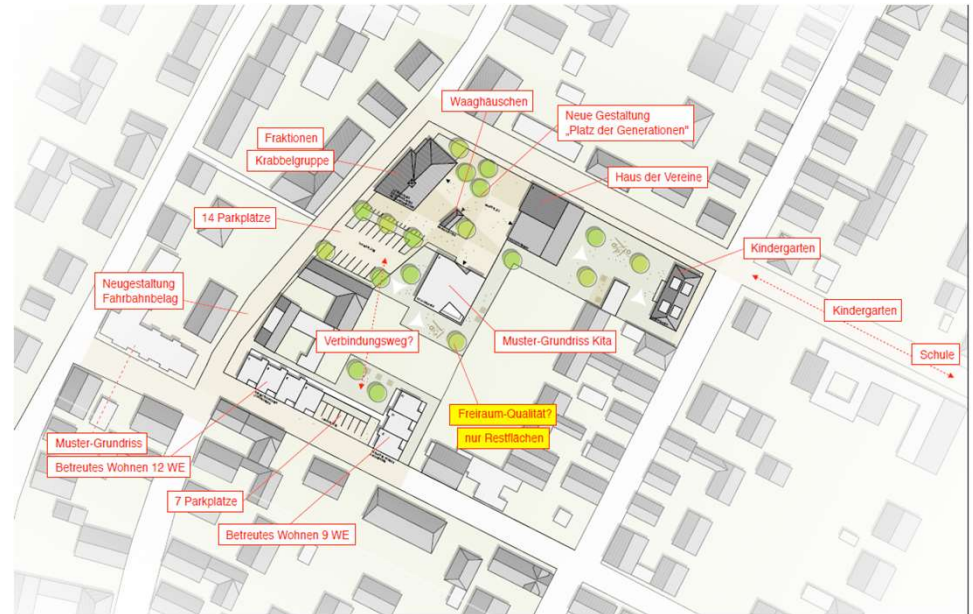 Waaghäuschen
Neue Gestaltung
„Platz der Generationen"
Fraktionen
Krabbelgruppe
Haus der Vereine
14 Parkplätze
Kindergarten
Neugestaltung
Fahrbahnbelag
Kindergarten
Verbindungsweg?
Muster-Grundriss Kita
Schule
Freiraum-Qualität?
nur Restflächen
Muster-Grundriss
Betreutes Wohnen 12 WE
7 Parkplätze
Betreutes Wohnen 9 WE